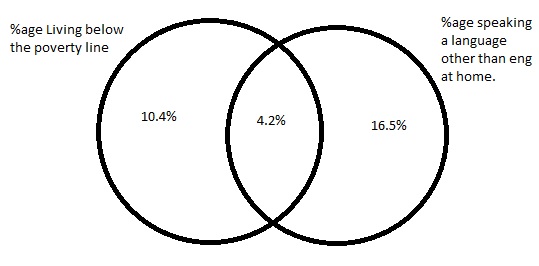 %age Living below
the poverty line
%age speaking
a language
other than eng
at home.
10.4%
4.2%
16.5%